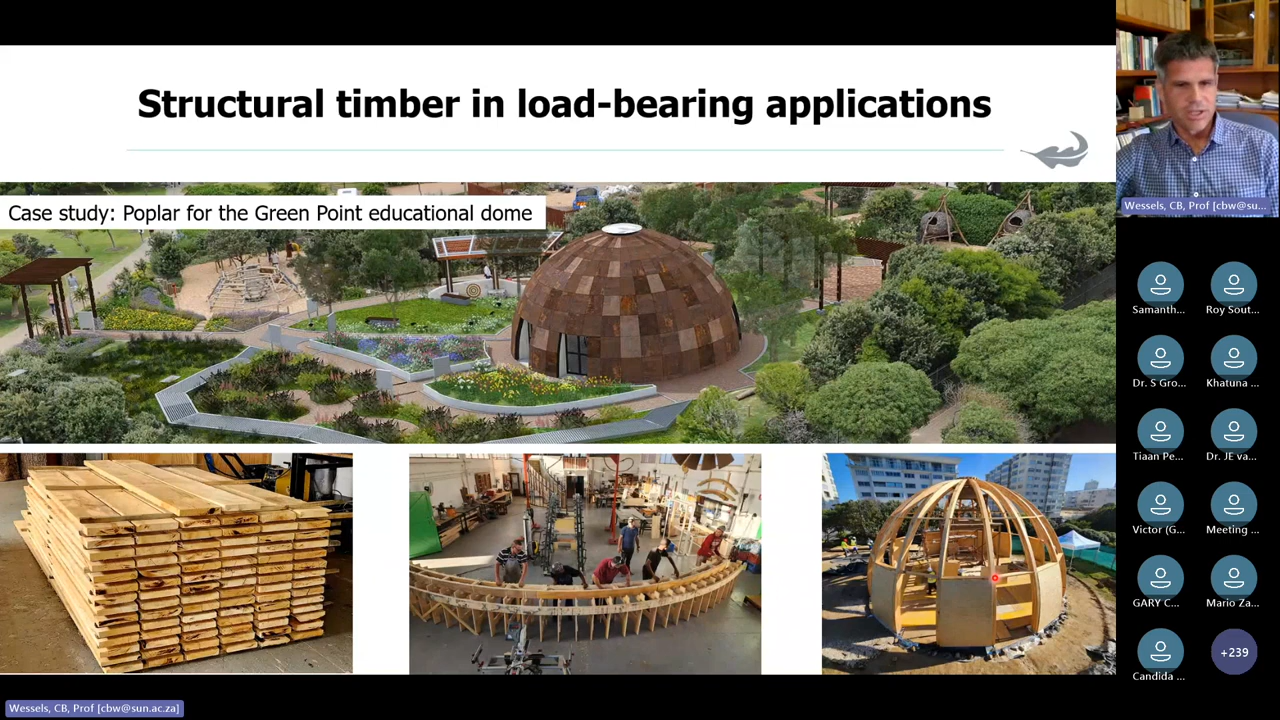 Structural timber in load-bearing applications
Case study: Poplar for the Green Point educational dome
Wessels, CB, Prof [cbw@su...
Samanth...
Roy Sout...
Dr. S Gro...
Khatuna ...
Tiaan Pe...
Dr. JE va...
Victor (G...
Meeting ...
GARY C...
Mario Za...
Candida ...
+239
Wessels, CB, Prof [cbw@sun.ac.za]